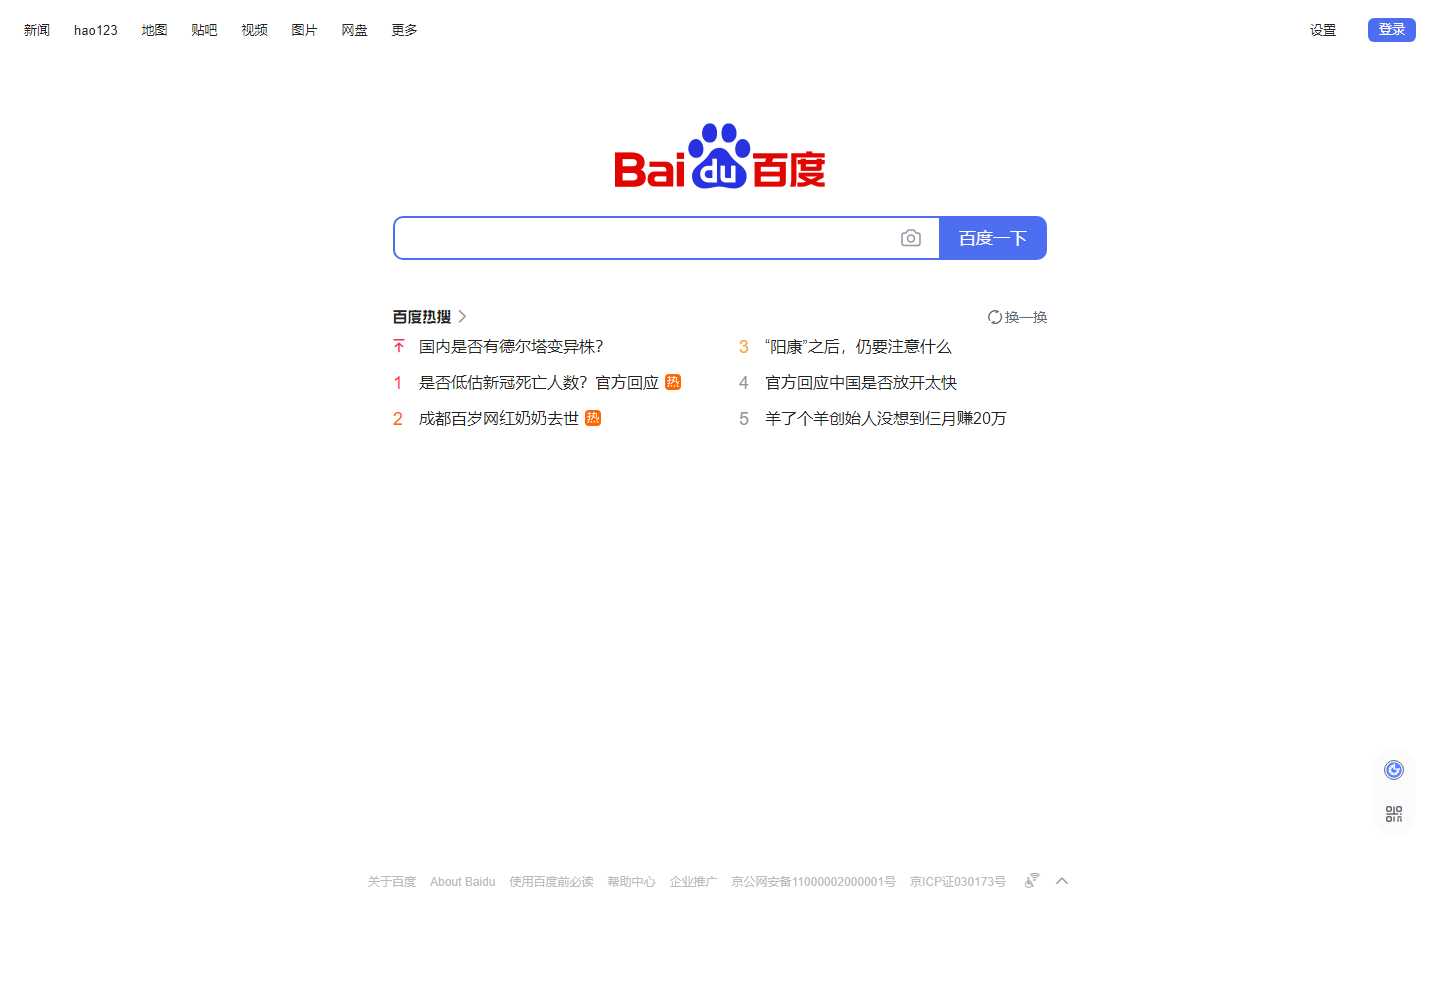 新闻 hao123 地图 贴吧 视频 图片 网盘 更多 设置 登录
Bai du 百度
百度一下
百度热搜 换一换
国内是否有德尔塔变异株?
1 是否低估新冠死亡人数？官方回应 热
2 成都百岁网红奶奶去世 热
3 “阳康”之后，仍要注意什么
4 官方回应中国是否放开太快
5 羊了个羊创始人没想到仨月赚20万
关于百度 About Baidu 使用百度前必读 帮助中心 企业推广 京公网安备11000002000001号 京ICP证030173号